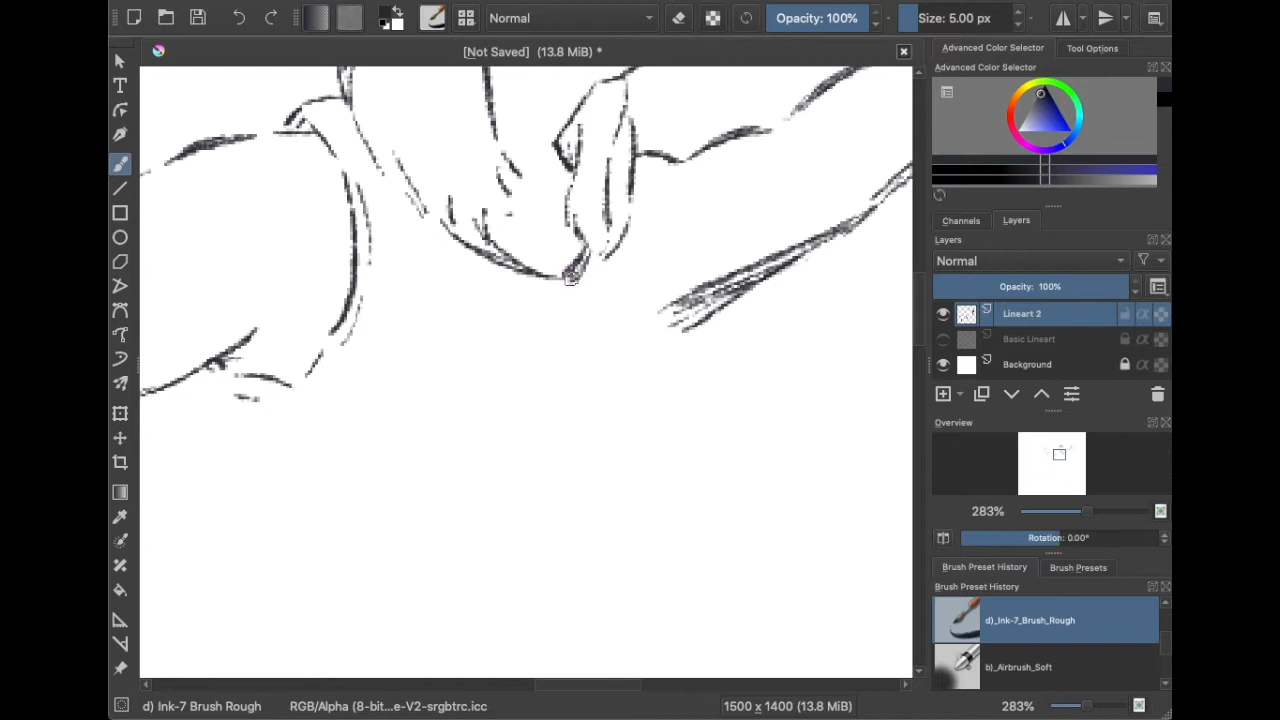 Normal
Opacity: 100%
Size: 5.00 px
[Not Saved] (13.8 MiB) *
Advanced Color Selector
Tool Options
Advanced Color Selector
Channels
Layers
Layers
Normal
Opacity: 100%
Lineart 2
Basic Lineart
Background
Overview
283%
Rotation: 0.00°
Brush Preset History
Brush Presets
Brush Preset History
d)_Ink-7_Brush_Rough
b)_Airbrush_Soft
d) Ink-7 Brush Rough
RGB/Alpha (8-bit...e-V2-srgbtrc.icc
1500 x 1400 (13.8 MiB)
283%